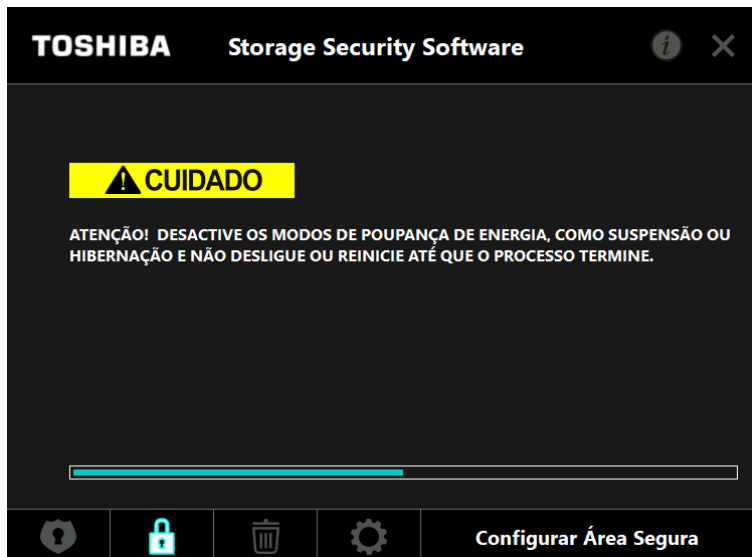 TOSHIBA Storage Security Software i
CUIDADO
ATENÇÃO! DESACTIVE OS MODOS DE POUPANÇA DE ENERGIA, COMO SUSPENSÃO OU
HIBERNAÇÃO E NÃO DESLIGUE OU REINICIE ATÉ QUE O PROCESSO TERMINE.
Configurar Área Segura